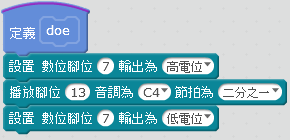 定義 doe
設置 數位腳位 7 輸出為 高電位
播放腳位 13 音調為 C4 節拍為 二分之一
設置 數位腳位 7 輸出為 低電位